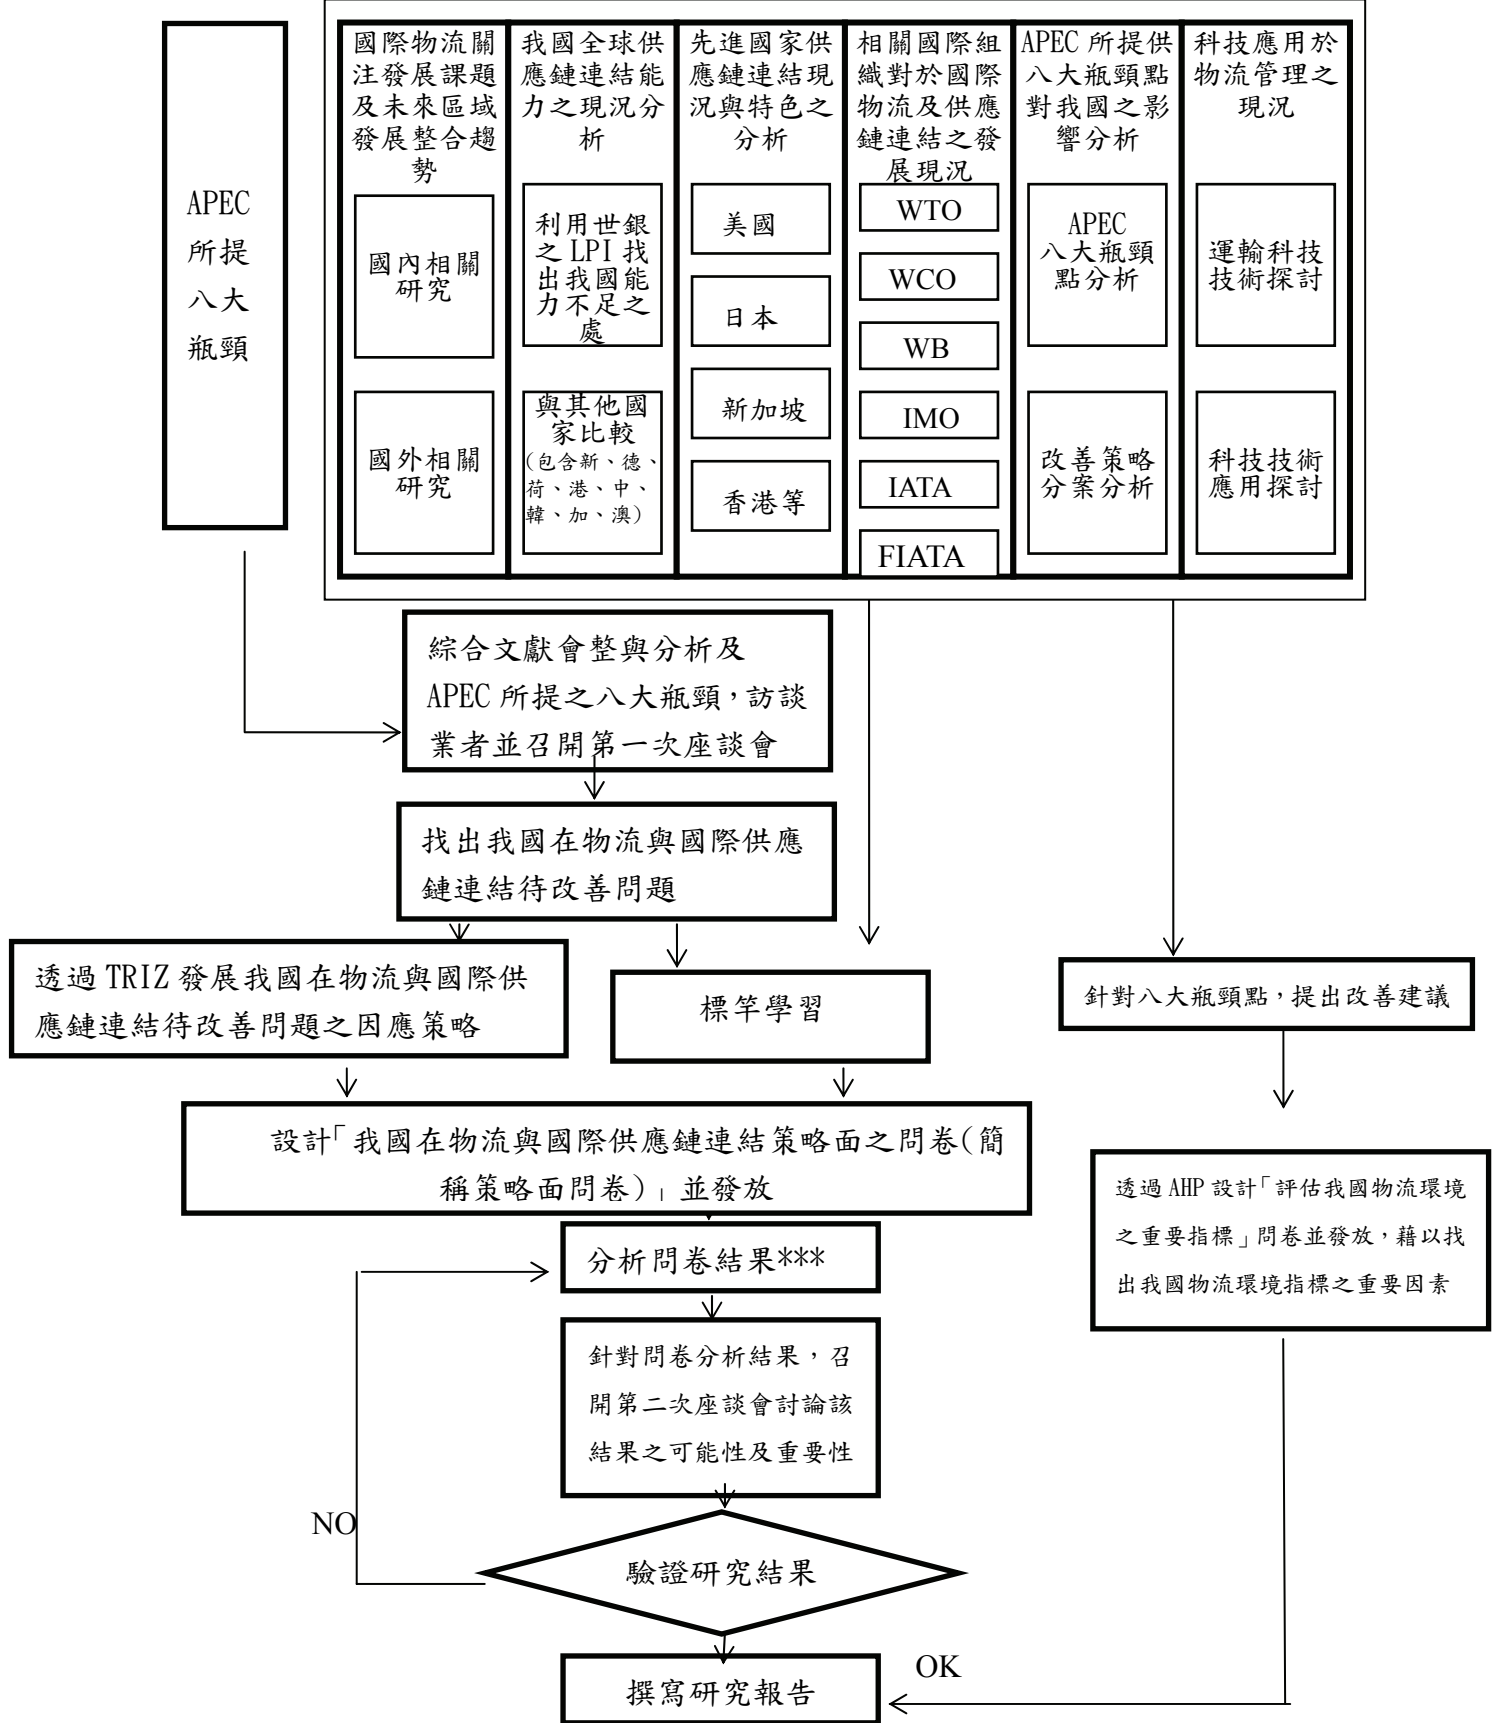 APEC
所提
八大
瓶頸
國際物流關
注發展課題
及未來區域
發展整合趨
勢
國內相關
研究
國外相關
研究
我國全球供
應鏈連結能
力之現況分
析
利用世銀
之 LPI 找
出我國能
力不足之
處
與其他國
家比較
(包含新、德、
荷、港、中、
韓、加、澳)
先進國家供
應鏈連結現
況與特色之
分析
美國
日本
新加坡
香港等
相關國際組
織對於國際
物流及供應
鏈連結之發
展現況
WTO
WCO
WB
IMO
IATA
FIATA
APEC 所提供
八大瓶頸點
對我國之影
響分析
APEC
八大瓶頸
點分析
改善策略
分案分析
科技應用於
物流管理之
現況
運輸科技
技術探討
科技技術
應用探討
綜合文獻會整與分析及
APEC 所提之八大瓶頸，訪談
業者並召開第一次座談會
找出我國在物流與國際供應
鏈連結待改善問題
透過 TRIZ 發展我國在物流與國際供
應鏈連結待改善問題之因應策略
標竿學習
針對八大瓶頸點，提出改善建議
設計「我國在物流與國際供應鏈連結策略面之問卷(簡
稱策略面問卷)」並發放
透過 AHP 設計「評估我國物流環境
之重要指標」問卷並發放，藉以找
出我國物流環境指標之重要因素
分析問卷結果***
針對問卷分析結果，召
開第二次座談會討論該
結果之可能性及重要性
NO
驗證研究結果
OK
撰寫研究報告